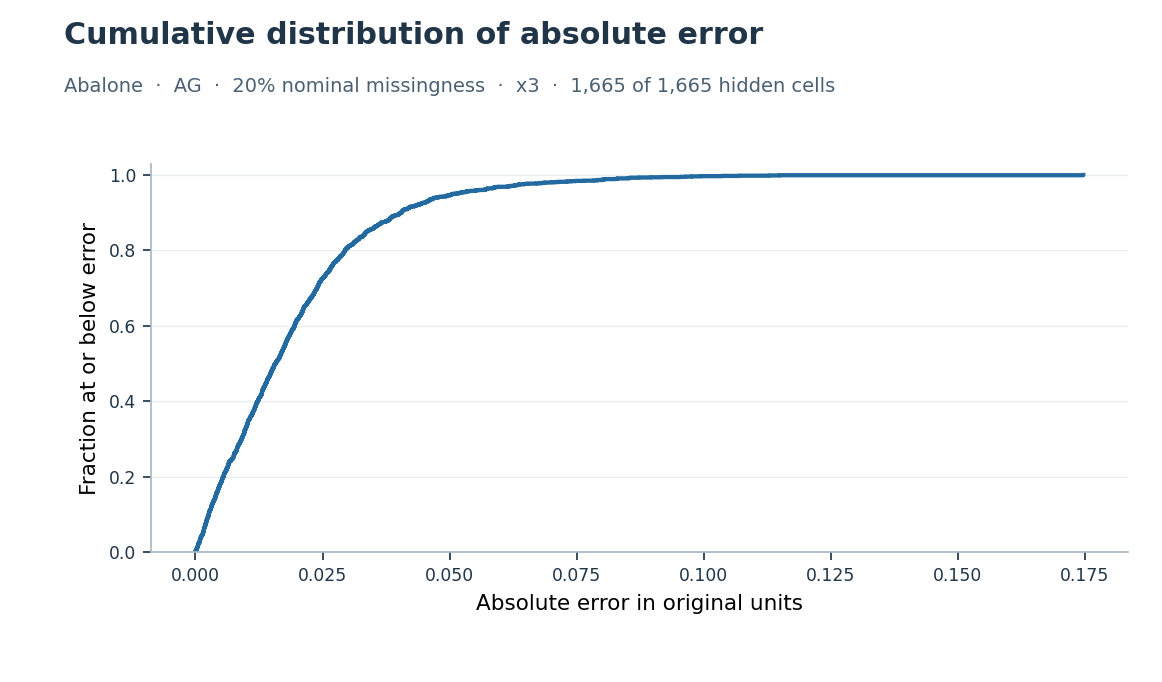 Cumulative distribution of absolute error
Abalone · AG · 20% nominal missingness · x3 · 1,665 of 1,665 hidden cells
Fraction at or below error
1.0
0.8
0.6
0.4
0.2
0.0
0.000 0.025 0.050 0.075 0.100 0.125 0.150 0.175
Absolute error in original units